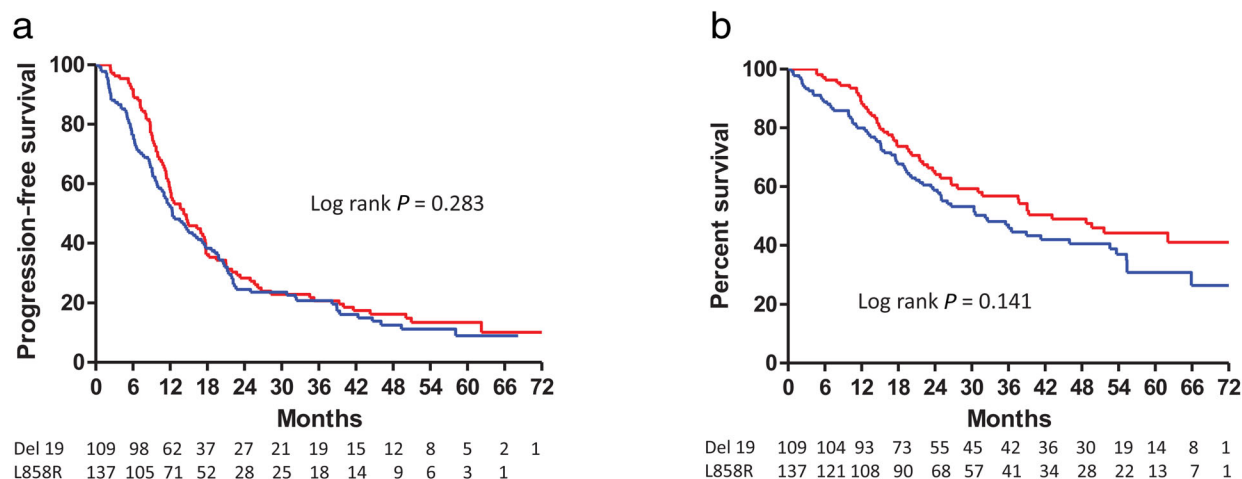 a
Progression-free survival
100
80
60
40
20
0
Log rank P = 0.283
0 6 12 18 24 30 36 42 48 54 60 66 72
Months
Del 19 109 98 62 37 27 21 19 15 12 8 5 2 1
L858R 137 105 71 52 28 25 18 14 9 6 3 1
b
Percent survival
100
80
60
40
20
0
Log rank P = 0.141
0 6 12 18 24 30 36 42 48 54 60 66 72
Months
Del 19 109 104 93 73 55 45 42 36 30 19 14 8 1
L858R 137 121 108 90 68 57 41 34 28 22 13 7 1